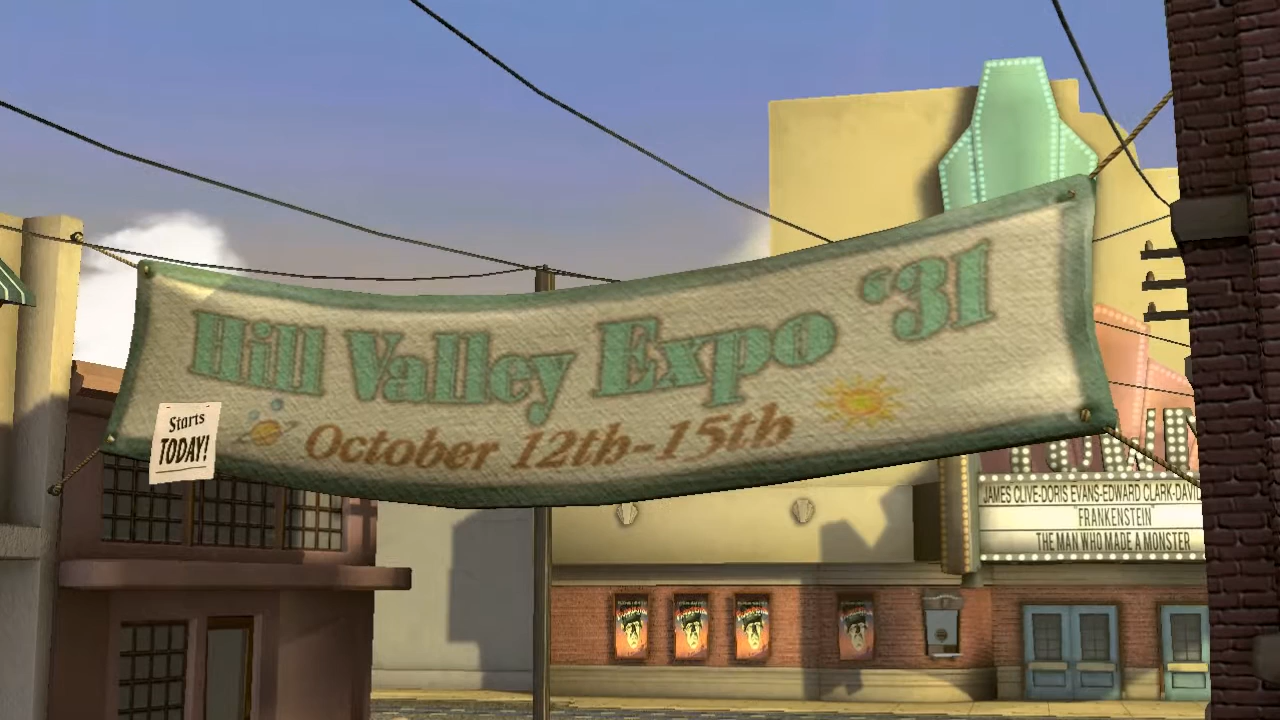 Hill Valley Expo '31
October 12th-15th
Starts
TODAY!
JAMES CLIVE-DORIS EVANS-EDWARD CLARK-DAVI
"FRANKENSTEIN"
THE MAN WHO MADE A MONSTER